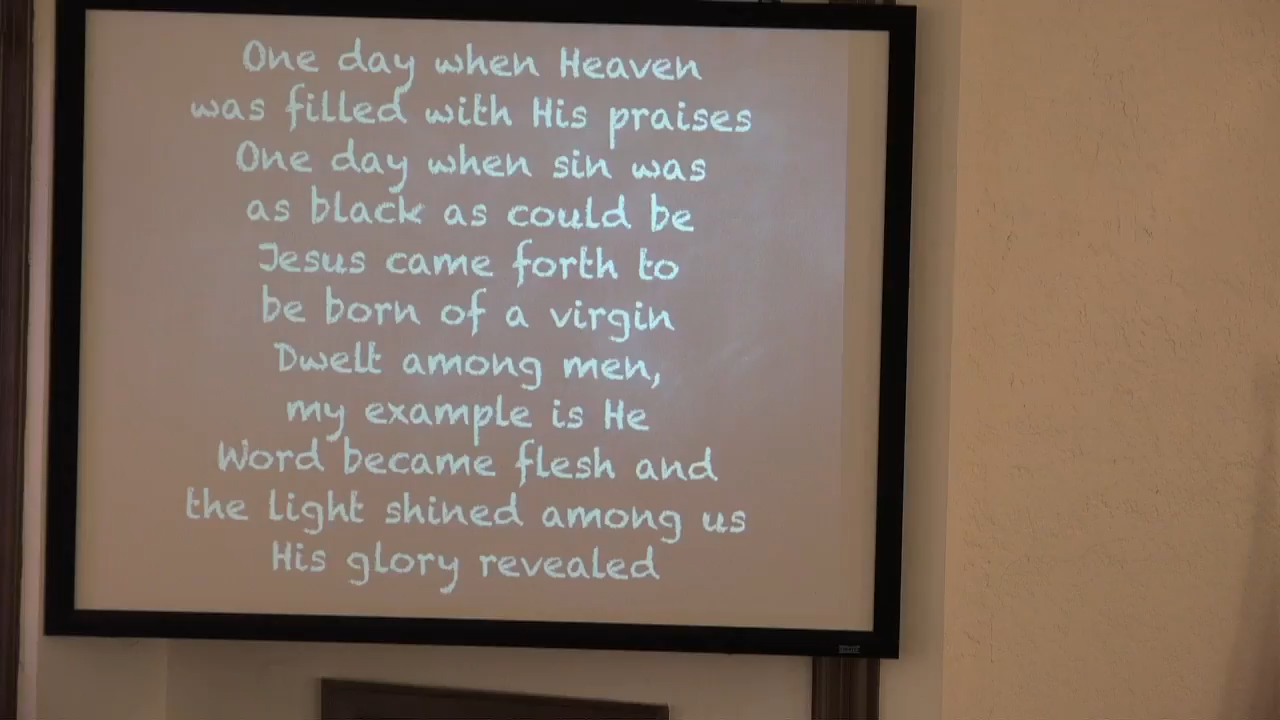 One day when Heaven
was filled with His praises
One day when sin was
as black as could be
Jesus came forth to
be born of a virgin
Dwelt among men,
my example is He
Word became flesh and
the light shined among us
His glory revealed